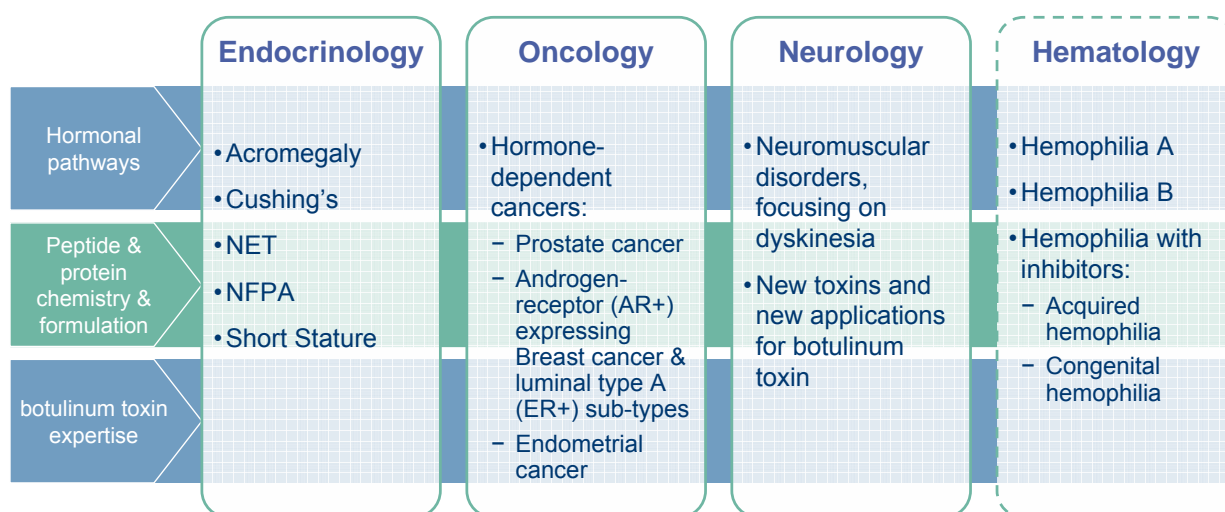 Endocrinology
Oncology
Neurology
Hematology
Hormonal
pathways
Peptide &
protein
chemistry &
formulation
botulinum toxin
expertise
•Acromegaly
•Cushing’s
•NET
•NFPA
•Short Stature
•Hormone-
dependent
cancers:
− Prostate cancer
− Androgen-
receptor (AR+)
expressing
Breast cancer &
luminal type A
(ER+) sub-types
− Endometrial
cancer
•Neuromuscular
disorders,
focusing on
dyskinesia
•New toxins and
new applications
for botulinum
toxin
•Hemophilia A
•Hemophilia B
•Hemophilia with
inhibitors:
− Acquired
hemophilia
− Congenital
hemophilia